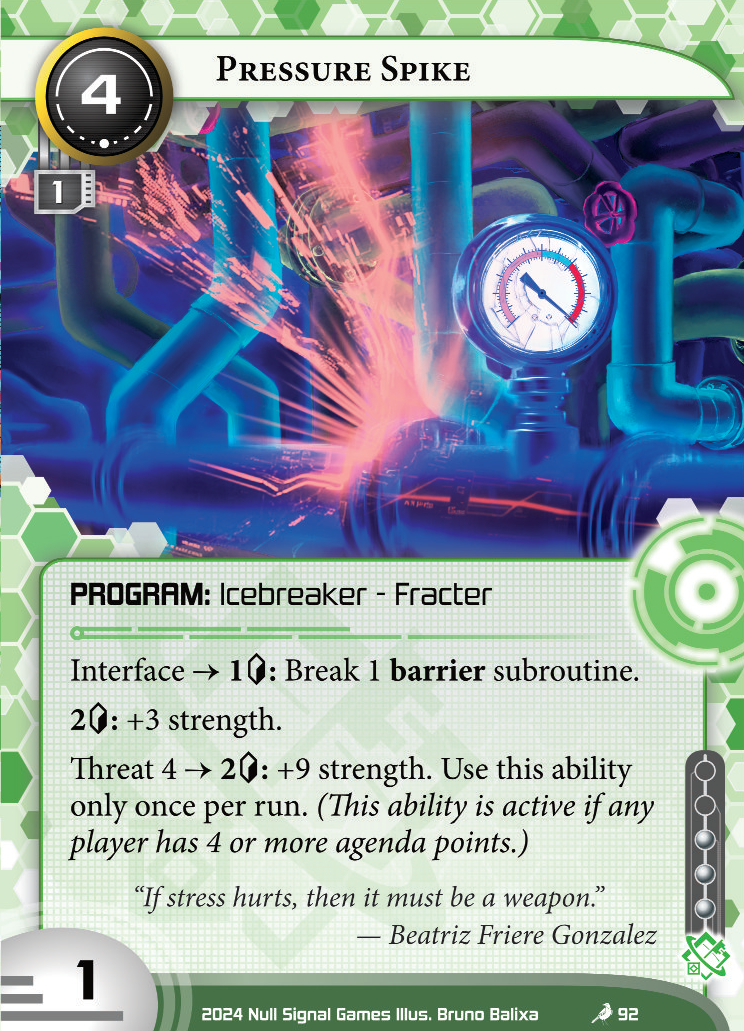 Pressure Spike
4
1
PROGRAM: Icebreaker - Fracter
Interface → 1: Break 1 barrier subroutine.
2: +3 strength.
Threat 4 → 2: +9 strength. Use this ability
only once per run. (This ability is active if any
player has 4 or more agenda points.)
“If stress hurts, then it must be a weapon.”
— Beatriz Friere Gonzalez
1
2024 Null Signal Games Illus. Bruno Balixa
92